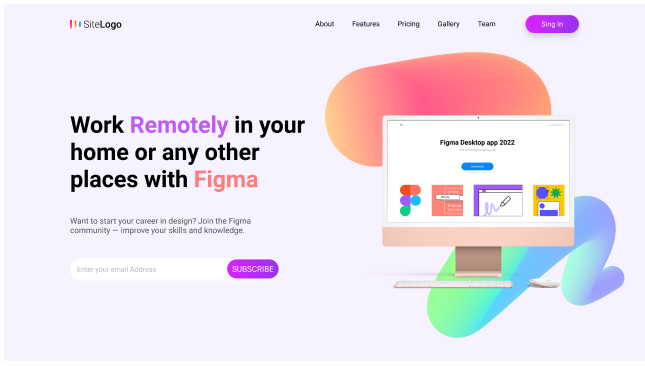 SiteLogo
About
Features
Pricing
Gallery
Team
Sing In
Work Remotely in your
home or any other
places with Figma
Want to start your career in design? Join the Figma
community — improve your skills and knowledge.
Enter your email Address
SUBSCRIBE
Figma Desktop app 2022
Download